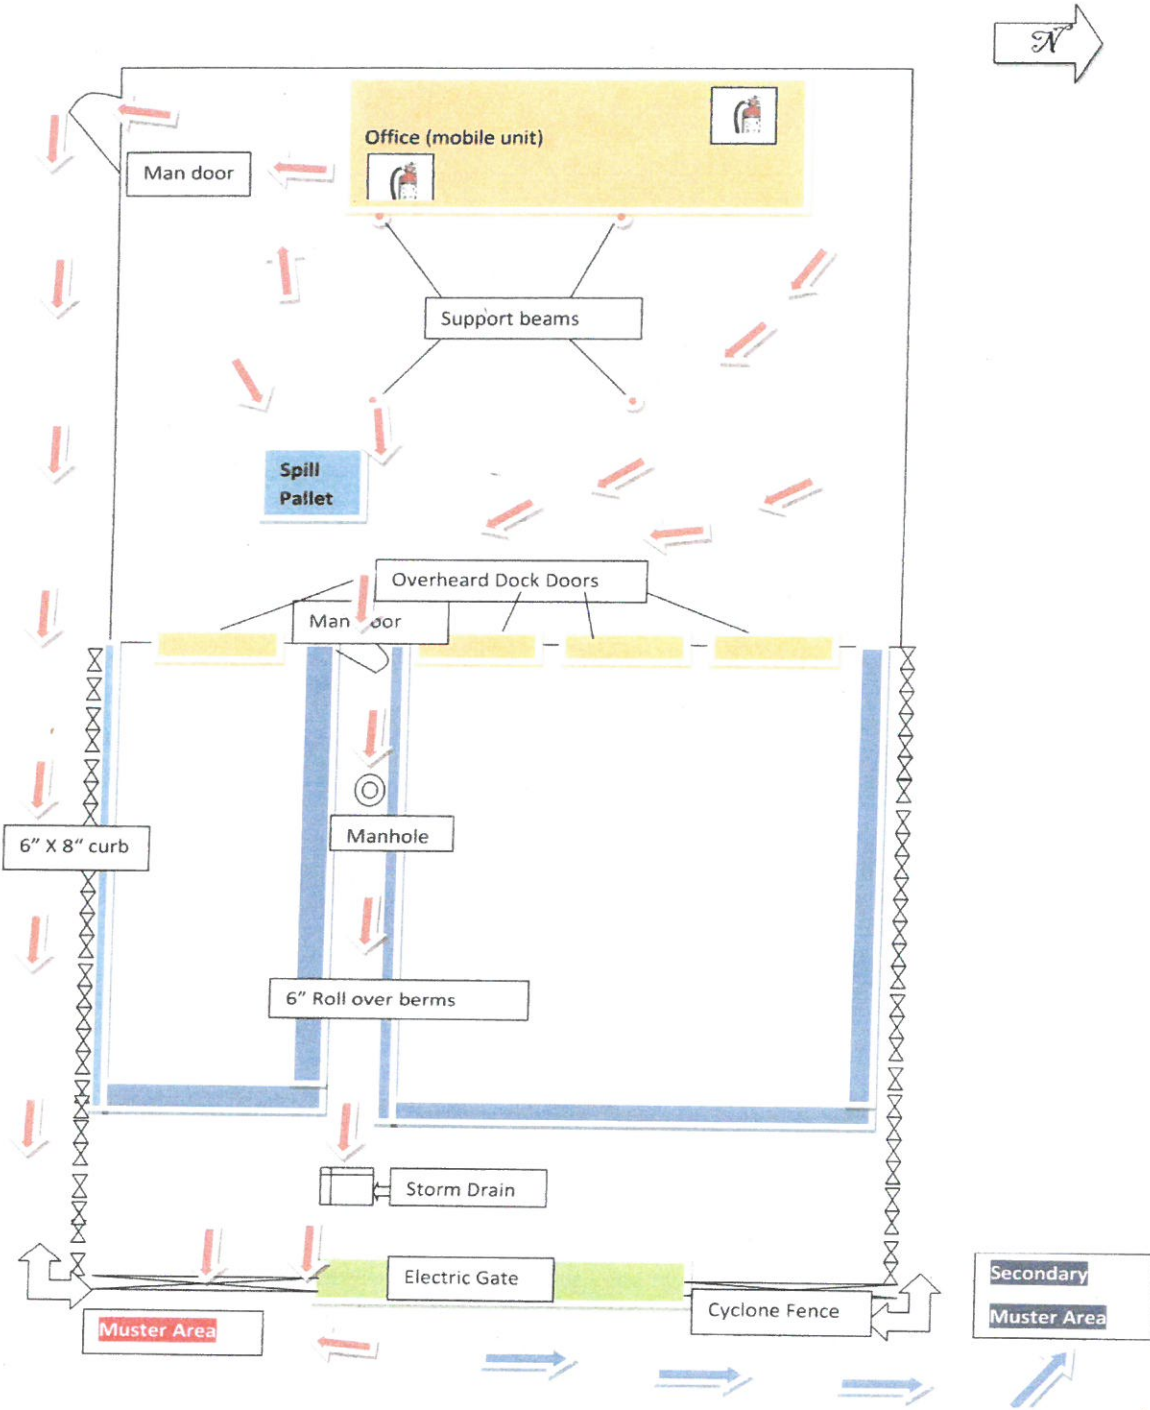 N
Office (mobile unit)
Man door
Support beams
Spill
Pallet
Overheard Dock Doors
Man oor
Manhole
6” X 8” curb
6” Roll over berms
Storm Drain
Electric Gate
Secondary
Muster Area
Cyclone Fence
Muster Area